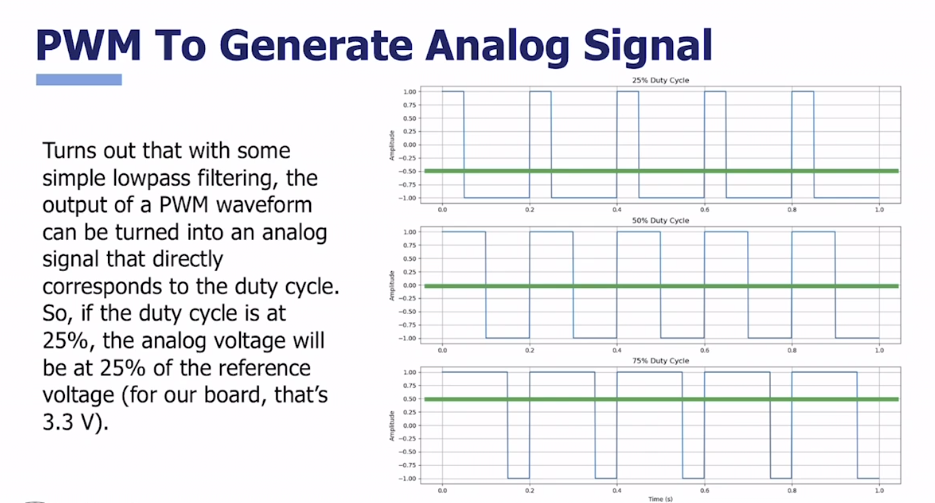 PWM To Generate Analog Signal
Turns out that with some
simple lowpass filtering, the
output of a PWM waveform
can be turned into an analog
signal that directly
corresponds to the duty cycle.
So, if the duty cycle is at
25%, the analog voltage will
be at 25% of the reference
voltage (for our board, that's
3.3 V).
25% Duty Cycle
Amplitude
1.00
0.75
0.50
0.25
0.00
−0.25
−0.50
−0.75
−1.00
0.0 0.2 0.4 0.6 0.8 1.0
50% Duty Cycle
Amplitude
1.00
0.75
0.50
0.25
0.00
−0.25
−0.50
−0.75
−1.00
0.0 0.2 0.4 0.6 0.8 1.0
75% Duty Cycle
Amplitude
1.00
0.75
0.50
0.25
0.00
−0.25
−0.50
−0.75
−1.00
0.0 0.2 0.4 0.6 0.8 1.0
Time (s)